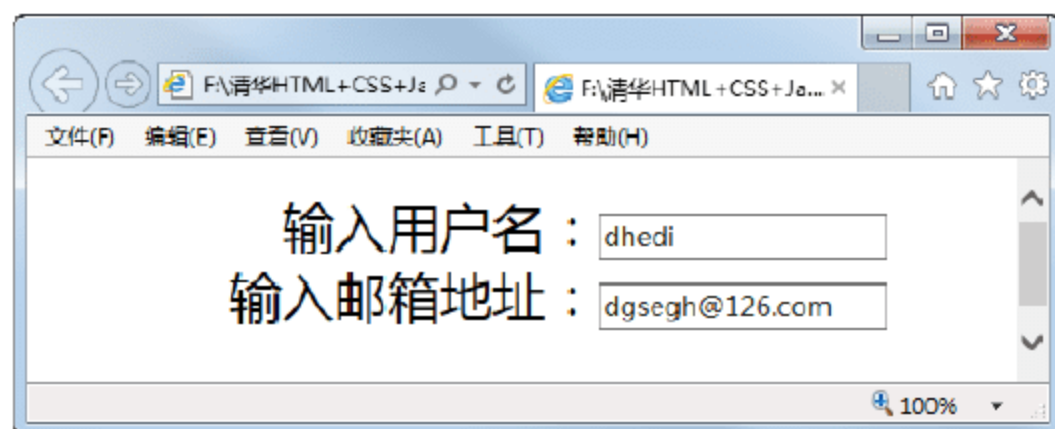 F:\清华HTML+CSS+Ja
F:\清华HTML+CSS+Ja...
文件(F) 编辑(E) 查看(V) 收藏夹(A) 工具(T) 帮助(H)
输入用户名：dhedi
输入邮箱地址：dgsegh@126.com
100%